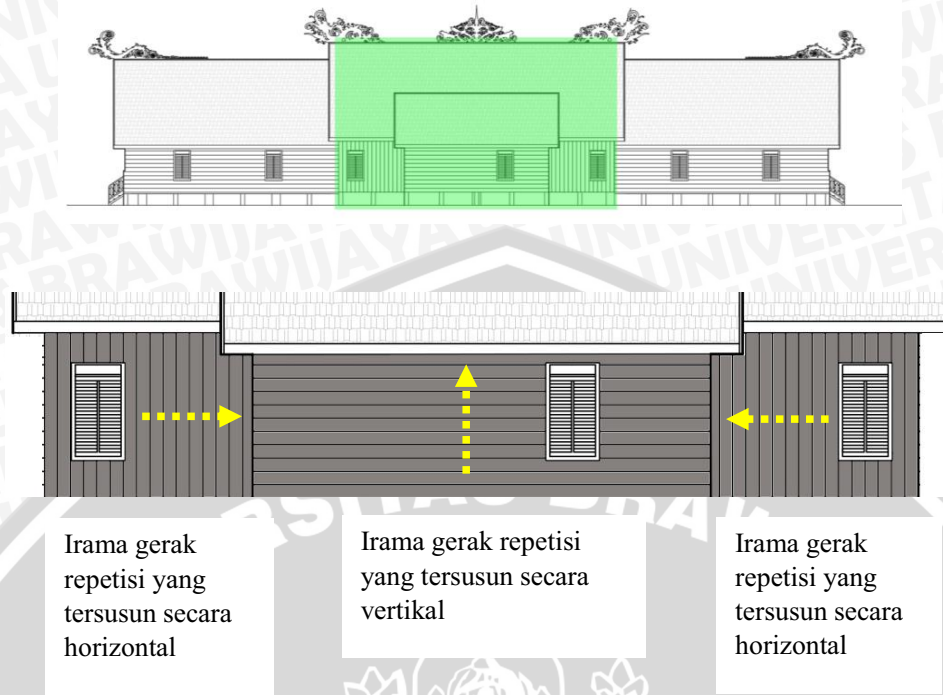 Irama gerak
repetisi yang
tersusun secara
horizontal
Irama gerak repetisi
yang tersusun secara
vertikal
Irama gerak
repetisi yang
tersusun secara
horizontal